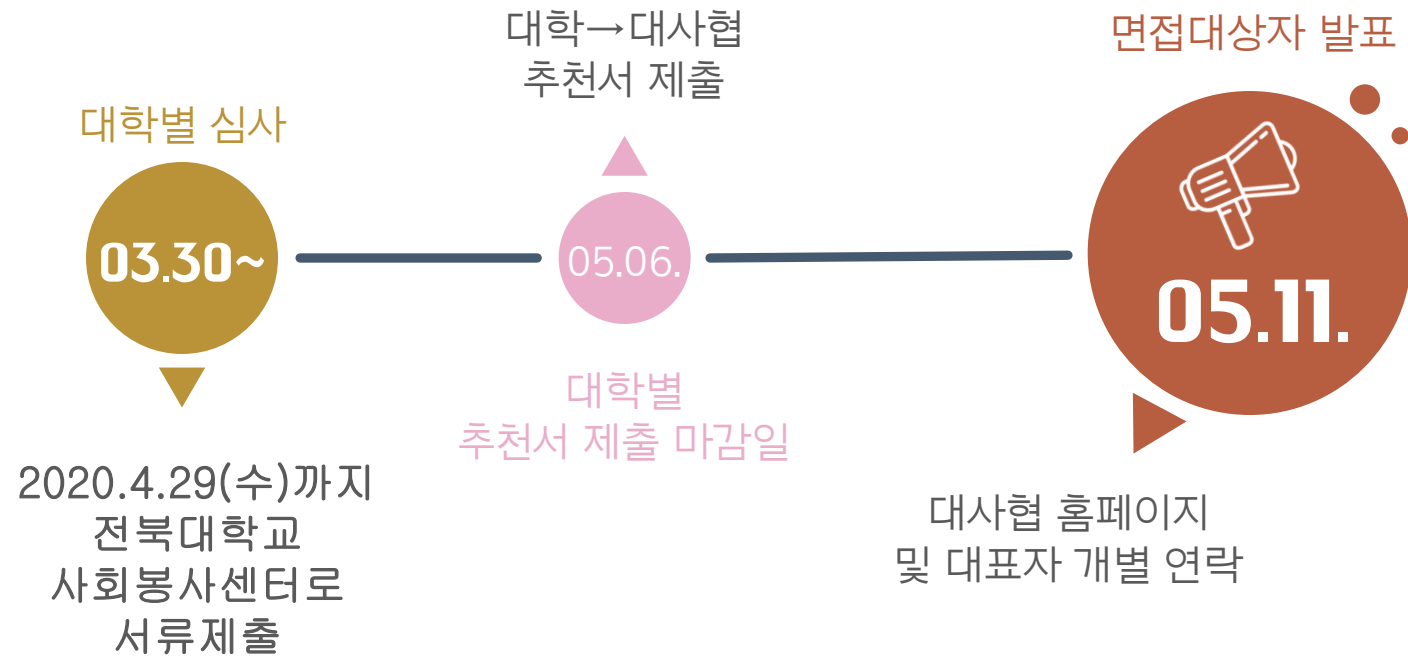 대학별 심사
03.30~
2020.4.29(수)까지
전북대학교
사회봉사센터로
서류제출
대학→대사협
추천서 제출
05.06.
대학별
추천서 제출 마감일
면접대상자 발표
05.11.
대사협 홈페이지
및 대표자 개별 연락